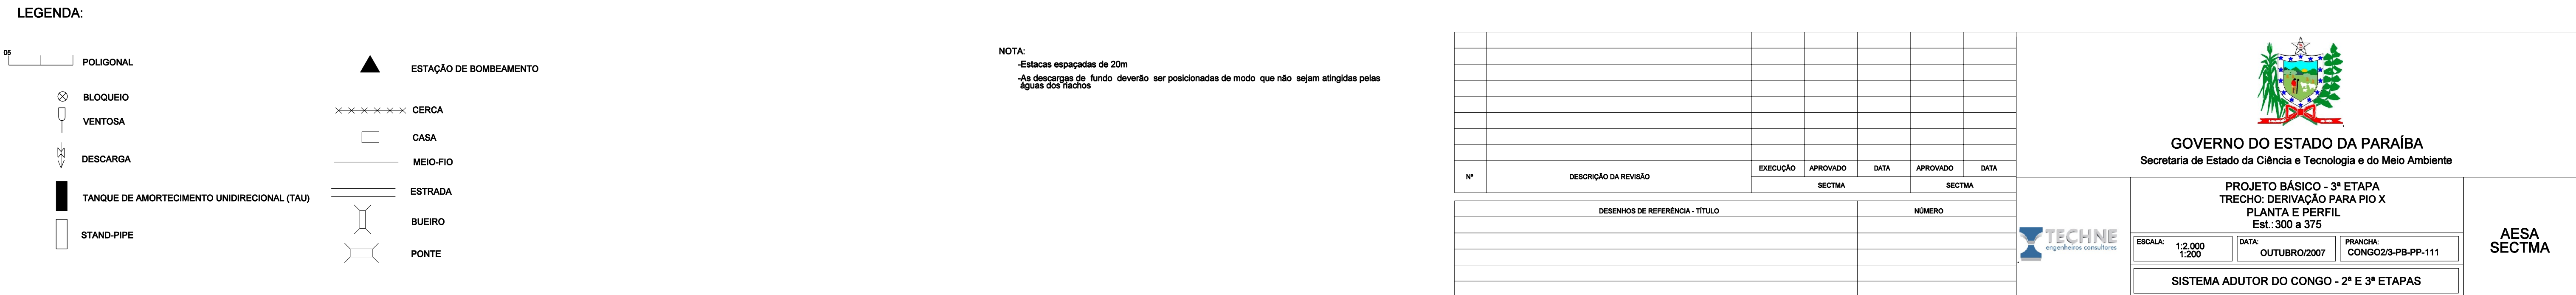 LEGENDA:
05
POLIGONAL
BLOQUEIO
VENTOSA
DESCARGA
TANQUE DE AMORTECIMENTO UNIDIRECIONAL (TAU)
STAND-PIPE
ESTAÇÃO DE BOMBEAMENTO
CERCA
CASA
MEIO-FIO
ESTRADA
BUEIRO
PONTE
NOTA:
-Estacas espaçadas de 20m
-As descargas de fundo deverão ser posicionadas de modo que não sejam atingidas pelas
águas dos riachos
Nº DESCRIÇÃO DA REVISÃO EXECUÇÃO APROVADO DATA APROVADO DATA
SECTMA SECTMA
DESENHOS DE REFERÊNCIA - TÍTULO NÚMERO
GOVERNO DO ESTADO DA PARAÍBA
Secretaria de Estado da Ciência e Tecnologia e do Meio Ambiente
TECHNE
engenheiros consultores
PROJETO BÁSICO - 3ª ETAPA
TRECHO: DERIVAÇÃO PARA PIO X
PLANTA E PERFIL
Est.:300 a 375
ESCALA: 1:2.000
1:200
DATA:
OUTUBRO/2007
PRANCHA:
CONGO2/3-PB-PP-111
SISTEMA ADUTOR DO CONGO - 2ª E 3ª ETAPAS
AESA
SECTMA